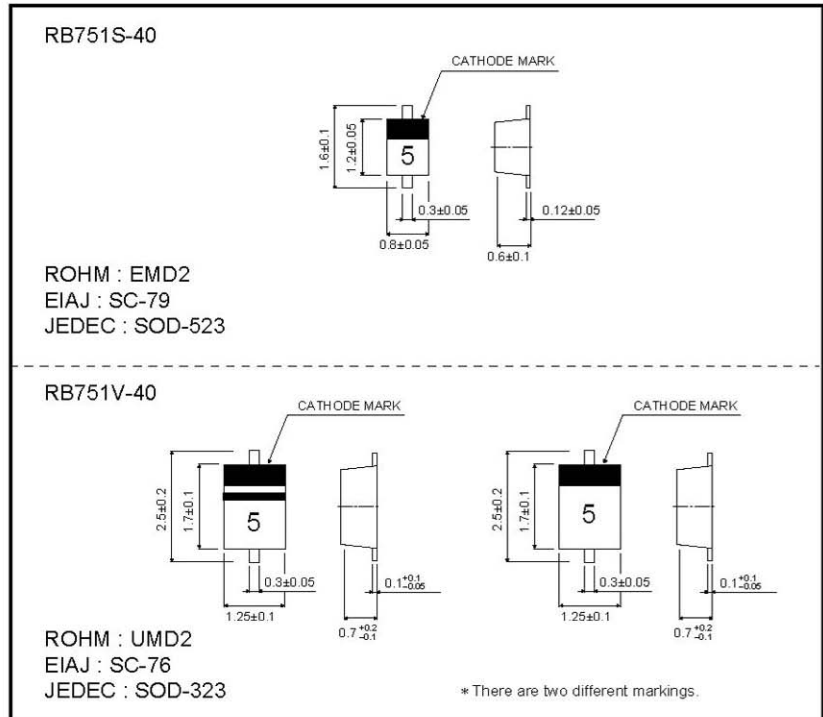 RB751S-40
CATHODE MARK
1.6±0.1
1.2±0.05
5
0.3±0.05
0.12±0.05
0.8±0.05
0.6±0.1
ROHM : EMD2
EIAJ : SC-79
JEDEC : SOD-523
RB751V-40
CATHODE MARK
2.5±0.2
1.7±0.1
5
0.3±0.05
0.1+0.1-0.05
1.25±0.1
0.7+0.2-0.1
CATHODE MARK
2.5±0.2
1.7±0.1
5
0.3±0.05
0.1+0.1-0.05
1.25±0.1
0.7+0.2-0.1
ROHM : UMD2
EIAJ : SC-76
JEDEC : SOD-323
* There are two different markings.